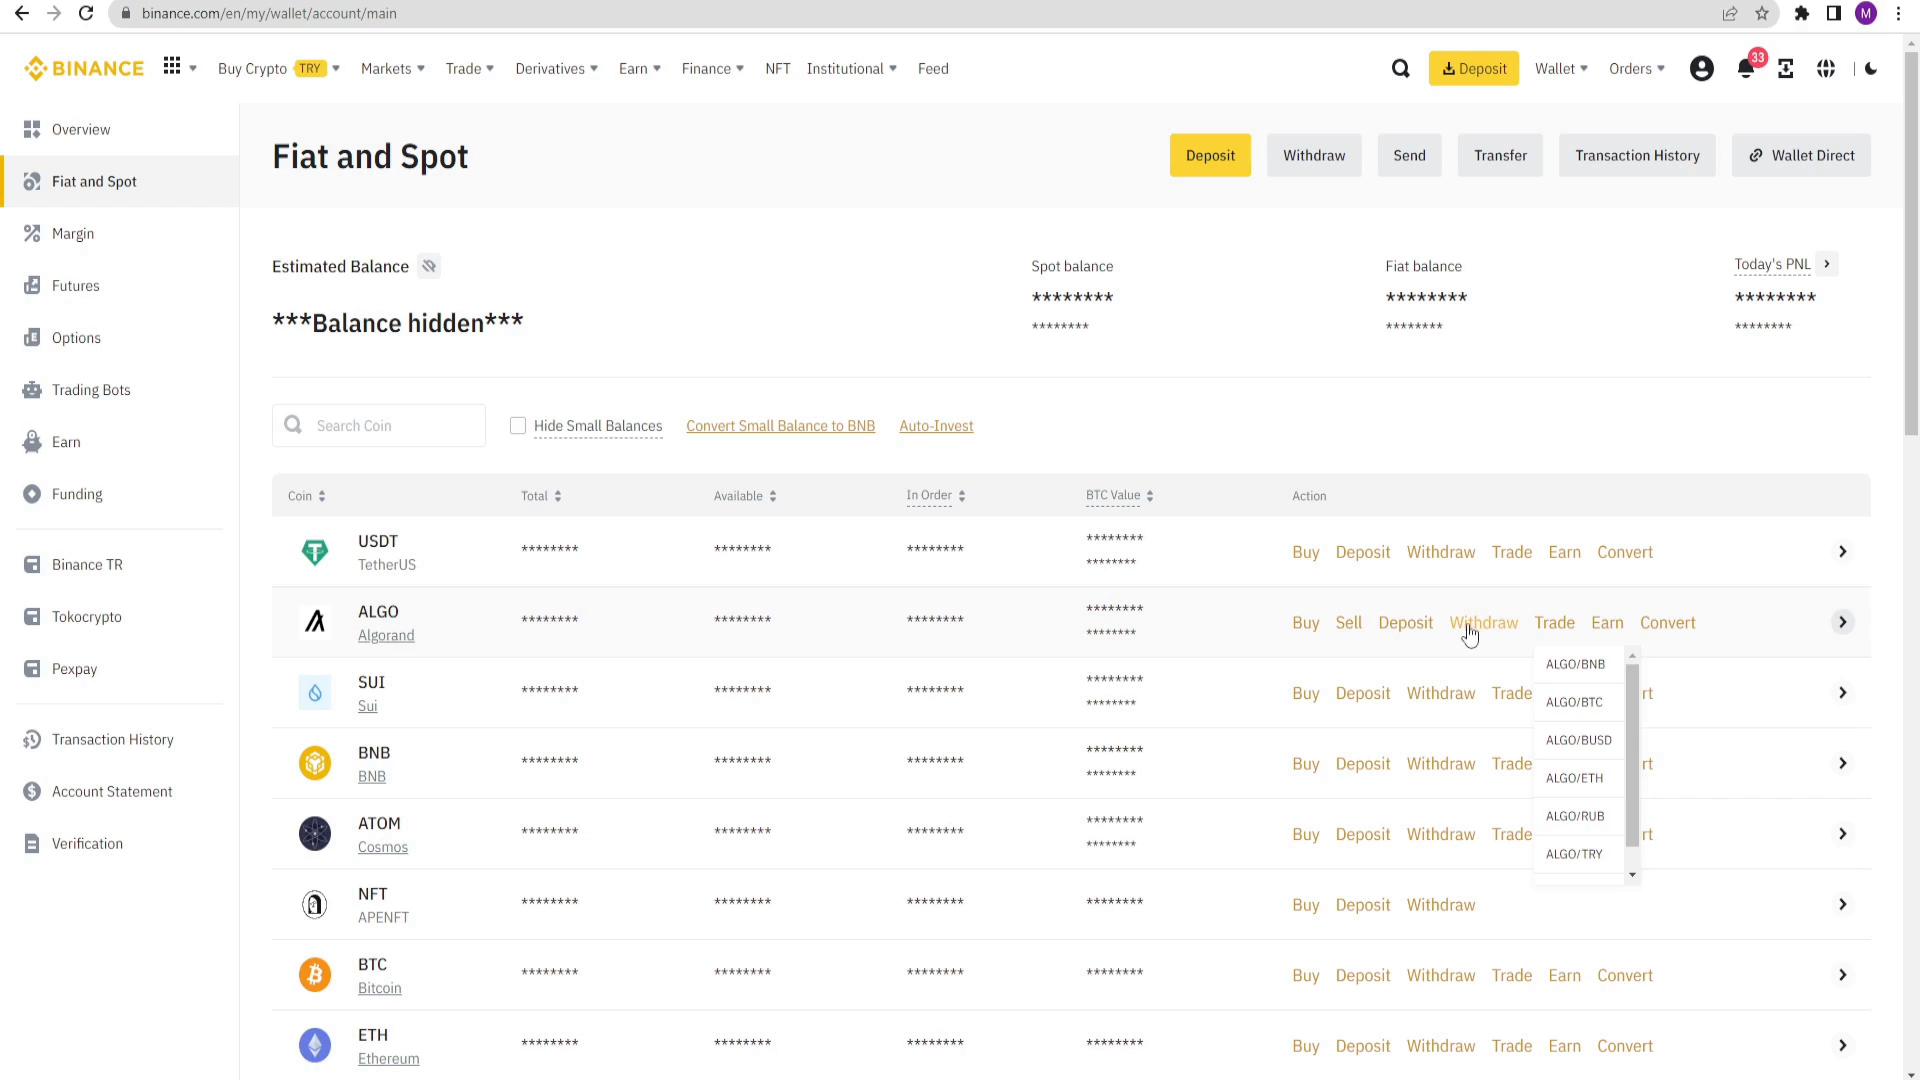 binance.com/en/my/wallet/account/main
M
BINANCE
Buy Crypto TRY Markets Trade Derivatives Earn Finance NFT Institutional Feed
Deposit Wallet Orders 33
Overview
Fiat and Spot
Margin
Futures
Options
Trading Bots
Earn
Funding
Binance TR
Tokocrypto
Pexpay
Transaction History
Account Statement
Verification
Fiat and Spot
Deposit Withdraw Send Transfer Transaction History Wallet Direct
Estimated Balance
***Balance hidden***
Spot balance
********
********
Fiat balance
********
********
Today's PNL
********
********
Search Coin Hide Small Balances Convert Small Balance to BNB Auto-Invest
Coin Total Available In Order BTC Value Action
USDT
TetherUS
******** ******** ******** ********
********
Buy Deposit Withdraw Trade Earn Convert
ALGO
Algorand
******** ******** ******** ********
********
Buy Sell Deposit Withdraw Trade Earn Convert
SUI
Sui
******** ******** ******** ********
********
Buy Deposit Withdraw Trade rt
BNB
BNB
******** ******** ******** ********
********
Buy Deposit Withdraw Trade rt
ATOM
Cosmos
******** ******** ******** ********
********
Buy Deposit Withdraw Trade rt
ALGO/BNB
ALGO/BTC
ALGO/BUSD
ALGO/ETH
ALGO/RUB
ALGO/TRY
NFT
APENFT
******** ******** ******** ********
Buy Deposit Withdraw
BTC
Bitcoin
******** ******** ******** ********
Buy Deposit Withdraw Trade Earn Convert
ETH
Ethereum
******** ******** ******** ********
Buy Deposit Withdraw Trade Earn Convert